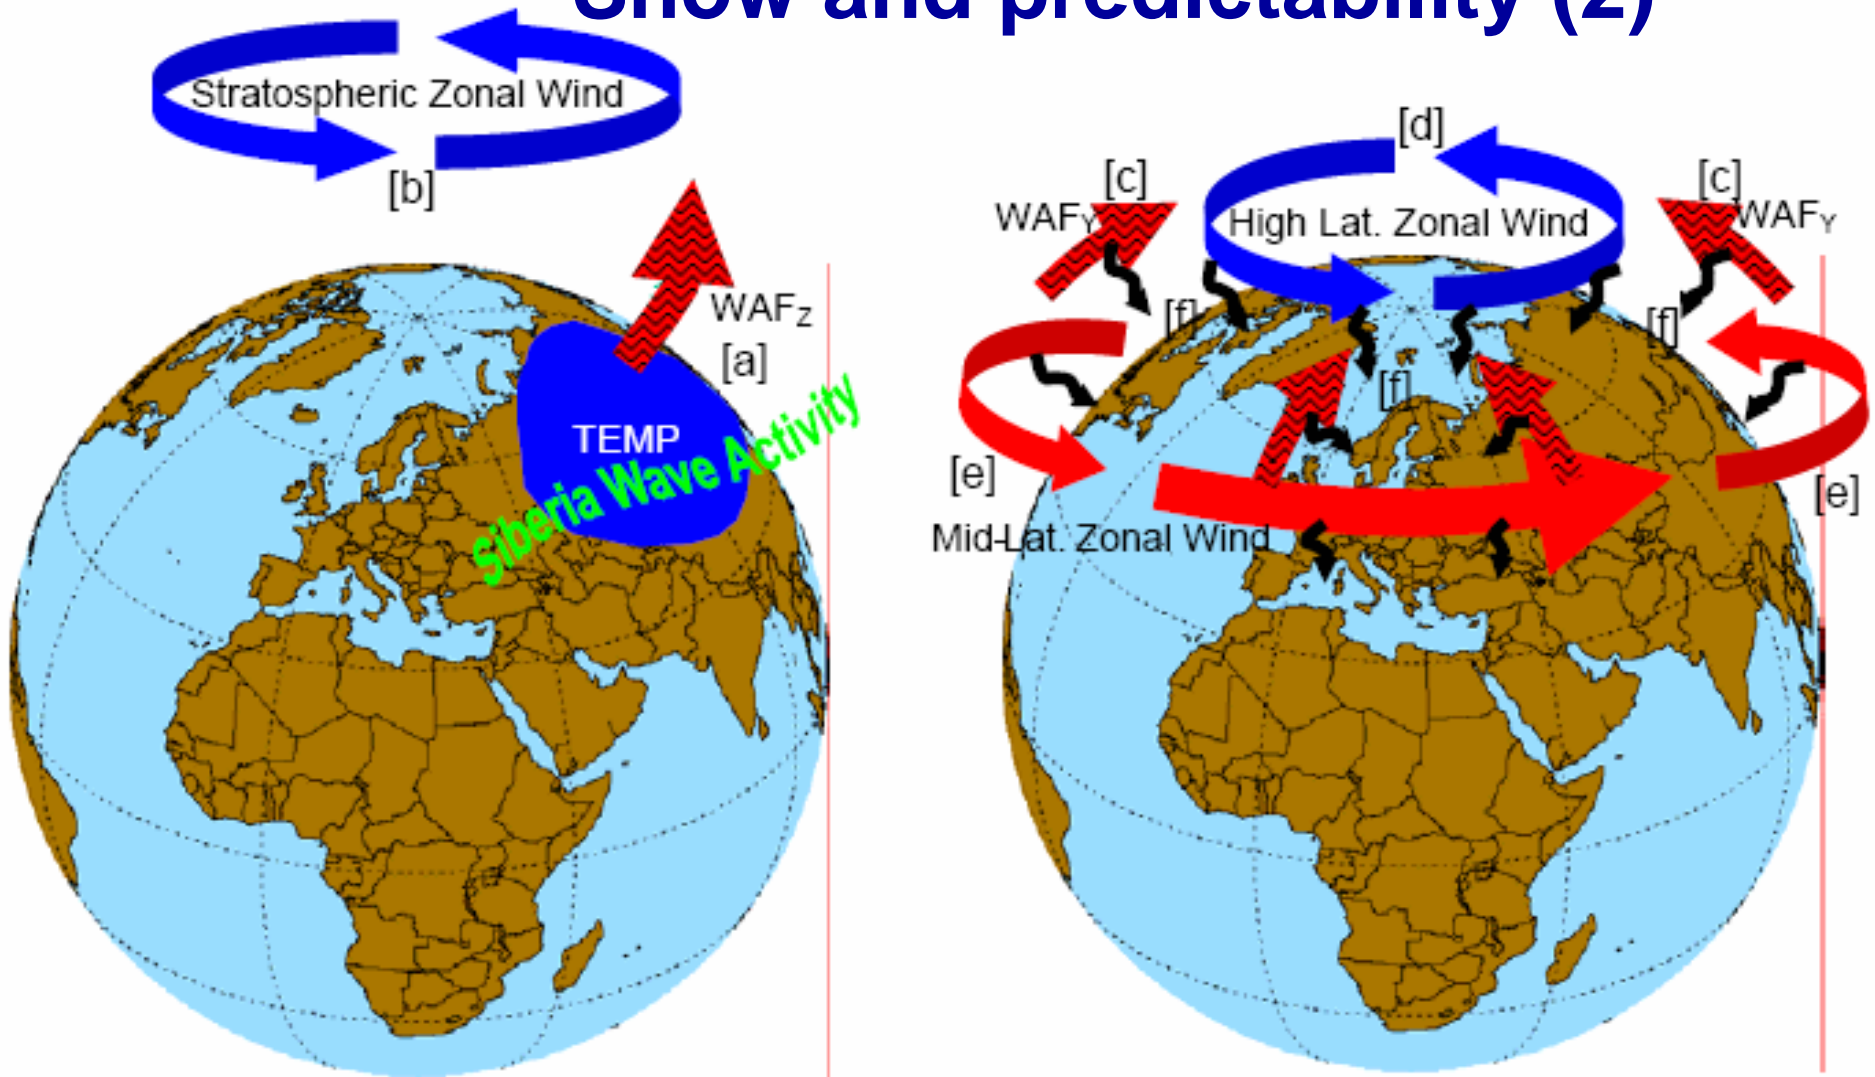 Snow and predictability (2)
Stratospheric Zonal Wind
[b]
WAFZ
[a]
TEMP
Siberia Wave Activity
[d]
[c]
[c]
WAFY
WAFY
High Lat. Zonal Wind
[f]
[f]
[f]
[e]
[e]
Mid-Lat. Zonal Wind